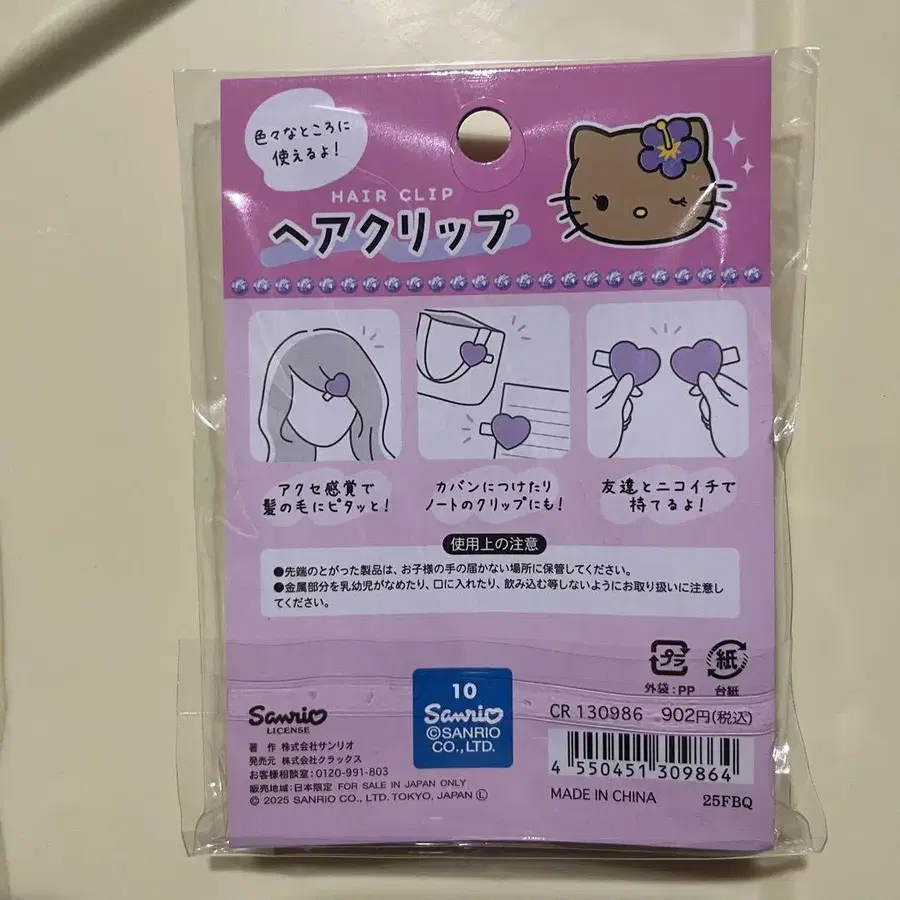 色々なところに
使えるよ!
HAIR CLIP
ヘアクリップ
アクセ感覚で
髪の毛にピタッと!
カバンにつけたり
ノートのクリップにも!
友達とニコイチで
持てるよ!
使用上の注意
●先端のとがった製品は、お子様の手の届かない場所に保管してください。
●金属部分を乳幼児がなめたり、口に入れたり、飲み込む等しないようにお取り扱いに注意し
てください。
プラ
紙
外袋:PP 台紙
Sanrio
LICENSE
10
Sanrio
©SANRIO
CO.,LTD.
CR 130986 902円(税込)
著 作 株式会社サンリオ
発売元 株式会社クラックス
お客様相談室:0120-991-803
販売地域:日本限定 FOR SALE IN JAPAN ONLY
© 2025 SANRIO CO., LTD. TOKYO, JAPAN Ⓛ
4 550451 309864
MADE IN CHINA 25FBQ